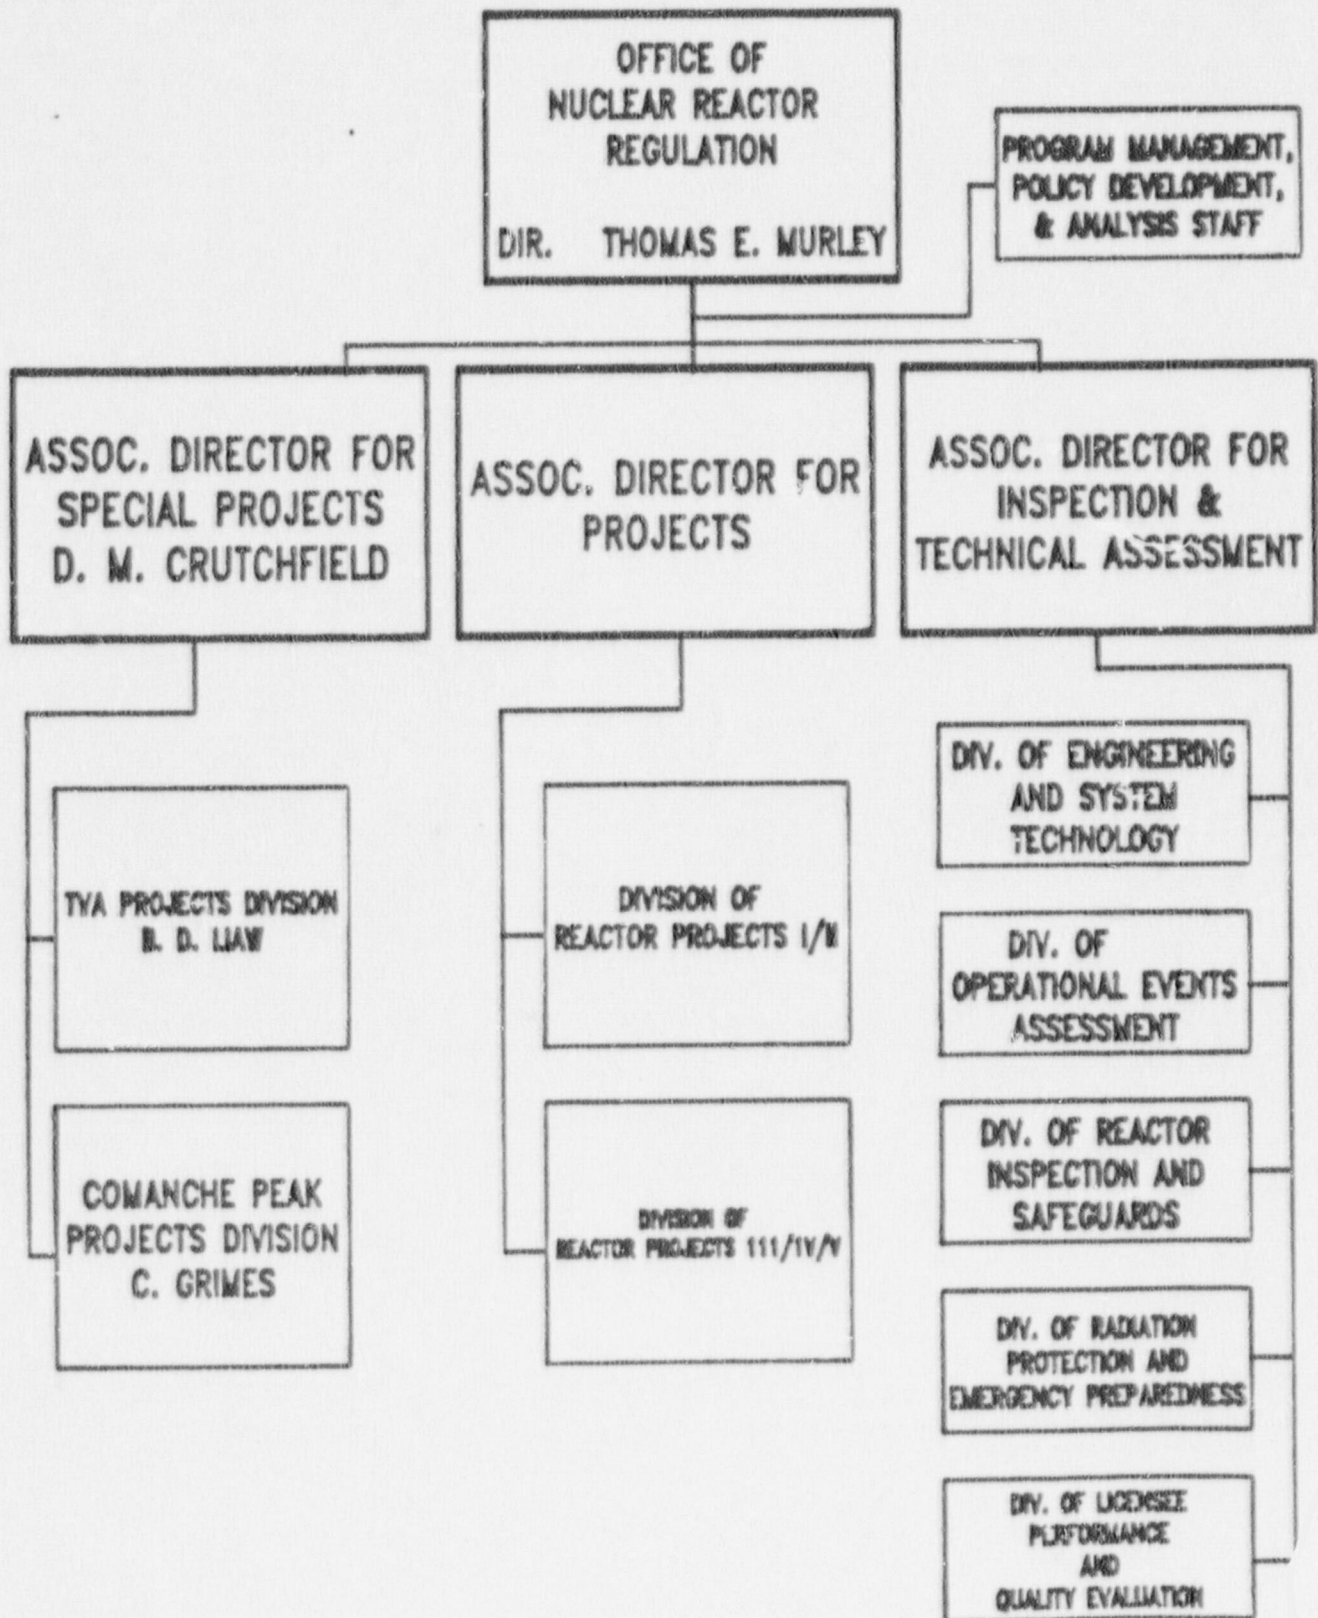 OFFICE OF
NUCLEAR REACTOR
REGULATION
DIR. THOMAS E. MURLEY
PROGRAM MANAGEMENT,
POLICY DEVELOPMENT,
& ANALYSIS STAFF
ASSOC. DIRECTOR FOR
SPECIAL PROJECTS
D. M. CRUTCHFIELD
ASSOC. DIRECTOR FOR
PROJECTS
ASSOC. DIRECTOR FOR
INSPECTION &
TECHNICAL ASSESSMENT
TVA PROJECTS DIVISION
D. LIAW
COMANCHE PEAK
PROJECTS DIVISION
C. GRIMES
DIVISION OF
REACTOR PROJECTS
DIVISION OF
REACTOR PROJECTS 111/1V/V
DIV. OF ENGINEERING
AND SYSTEM
TECHNOLOGY
DIV. OF
OPERATIONAL EVENTS
ASSESSMENT
DIV. OF REACTOR
INSPECTION AND
SAFEGUARDS
DIV. OF RADIATION
PROTECTION AND
EMERGENCY PREPAREDNESS
DIV. OF LICENSEE
PERFORMANCE
AND
QUALITY EVALUATION